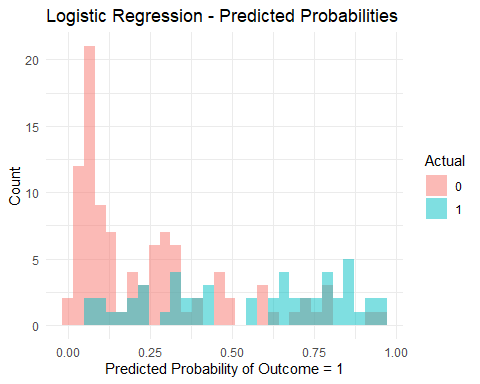 Logistic Regression - Predicted Probabilities
20
15
10
5
0
Count
0.00 0.25 0.50 0.75 1.00
Predicted Probability of Outcome = 1
Actual
0
1